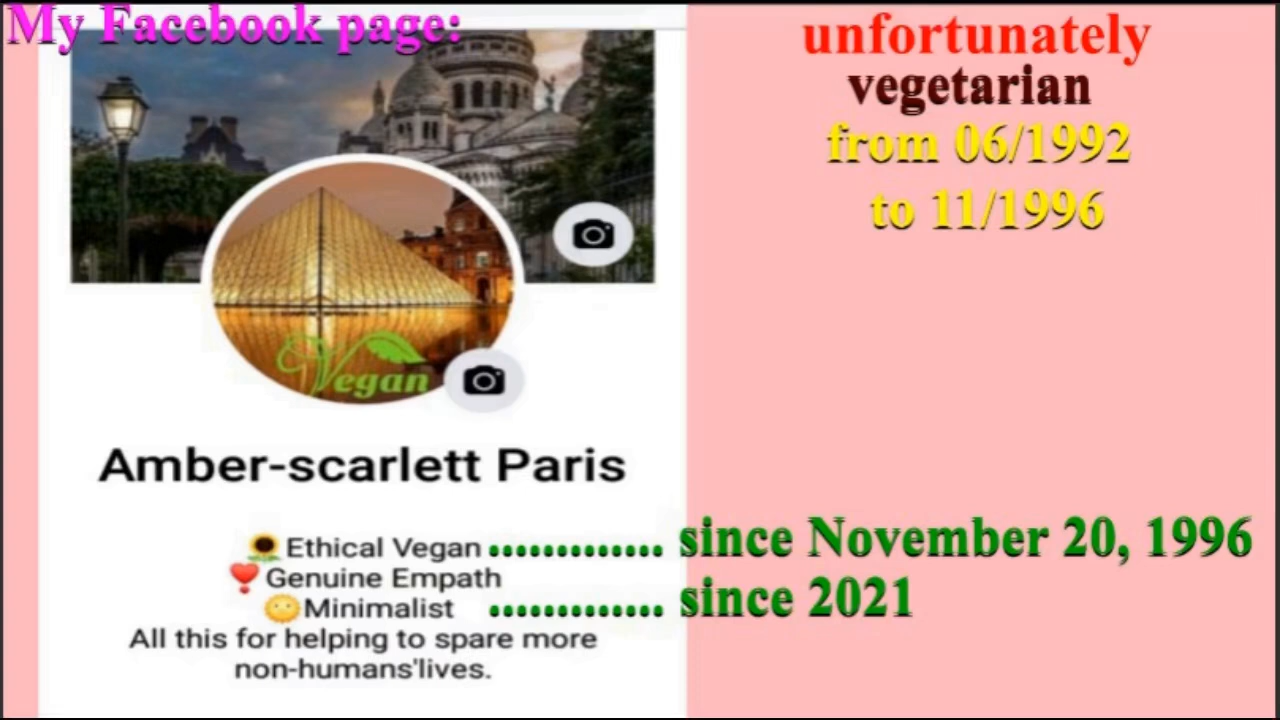 My Facebook page:
unfortunately
vegetarian
from 06/1992
to 11/1996
Vegan
Amber-scarlett Paris
🌻Ethical Vegan ............. since November 20, 1996
❣️Genuine Empath
🌝Minimalist ............. since 2021
All this for helping to spare more
non-humans'lives.